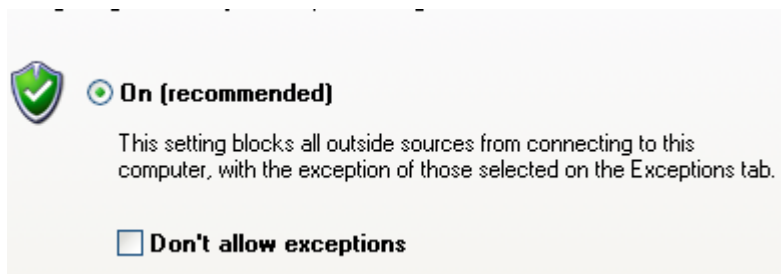 On (recommended)
This setting blocks all outside sources from connecting to this
computer, with the exception of those selected on the Exceptions tab.
Don't allow exceptions